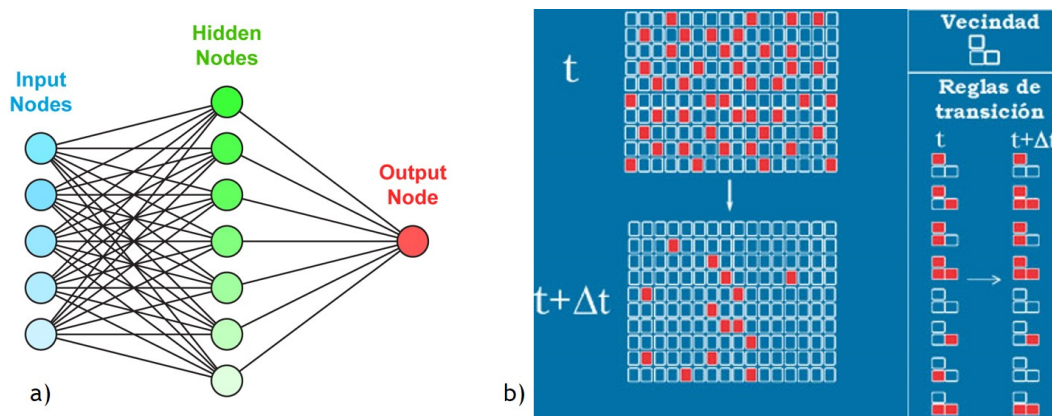 Hidden
Nodes
Input
Nodes
Output
Node
a)
t
t+Δt
b)
Vecindad
Reglas de
transición
t
t+Δt